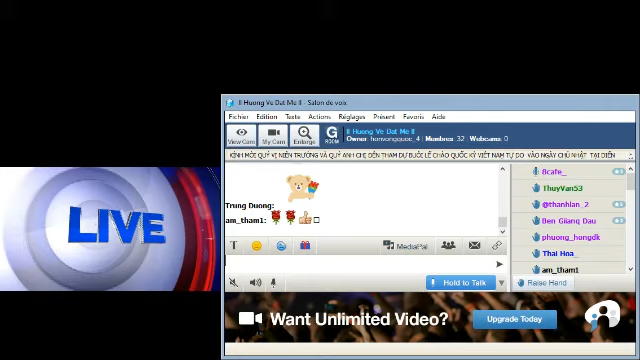 LIVE
II Huong Ve Dat Me II - Salon de voix
Fichier Edition Texte Actions Réglages Présent Favoris Aide
View Cam
My Cam
Enlarge
G
ROOM
II Huong Ve Dat Me II
Owner: honvongquoc_4 | Membres: 32 Webcams: 0
KÍNH MỜI QUÝ VỊ NIÊN TRƯỞNG VÀ QUÝ ANH CHỊ ĐẾN THAM DỰ BUỔI LỄ CHÀO QUỐC KỲ VIỆT NAM TỰ DO VÀO NGÀY CHỦ NHẬT TẠI DIỄN
Trung Duong:
am_tham1:
8cafe_
ThuyVan53
@thanhlan_2
Ben Giang Dau
phuong_hongdk
Thai Hoa_
am_tham1
T
MediaPal
Hold to Talk
Raise Hand
Want Unlimited Video?
Upgrade Today